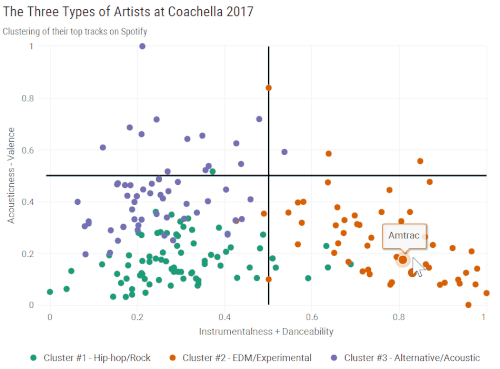 The Three Types of Artists at Coachella 2017
Clustering of their top tracks on Spotify
1
0.8
0.6
0.4
0.2
0
Acousticness - Valence
Amtrac
0 0.2 0.4 0.6 0.8 1
Instrumentalness + Danceability
Cluster #1 - Hip-hop/Rock Cluster #2 - EDM/Experimental Cluster #3 - Alternative/Acoustic